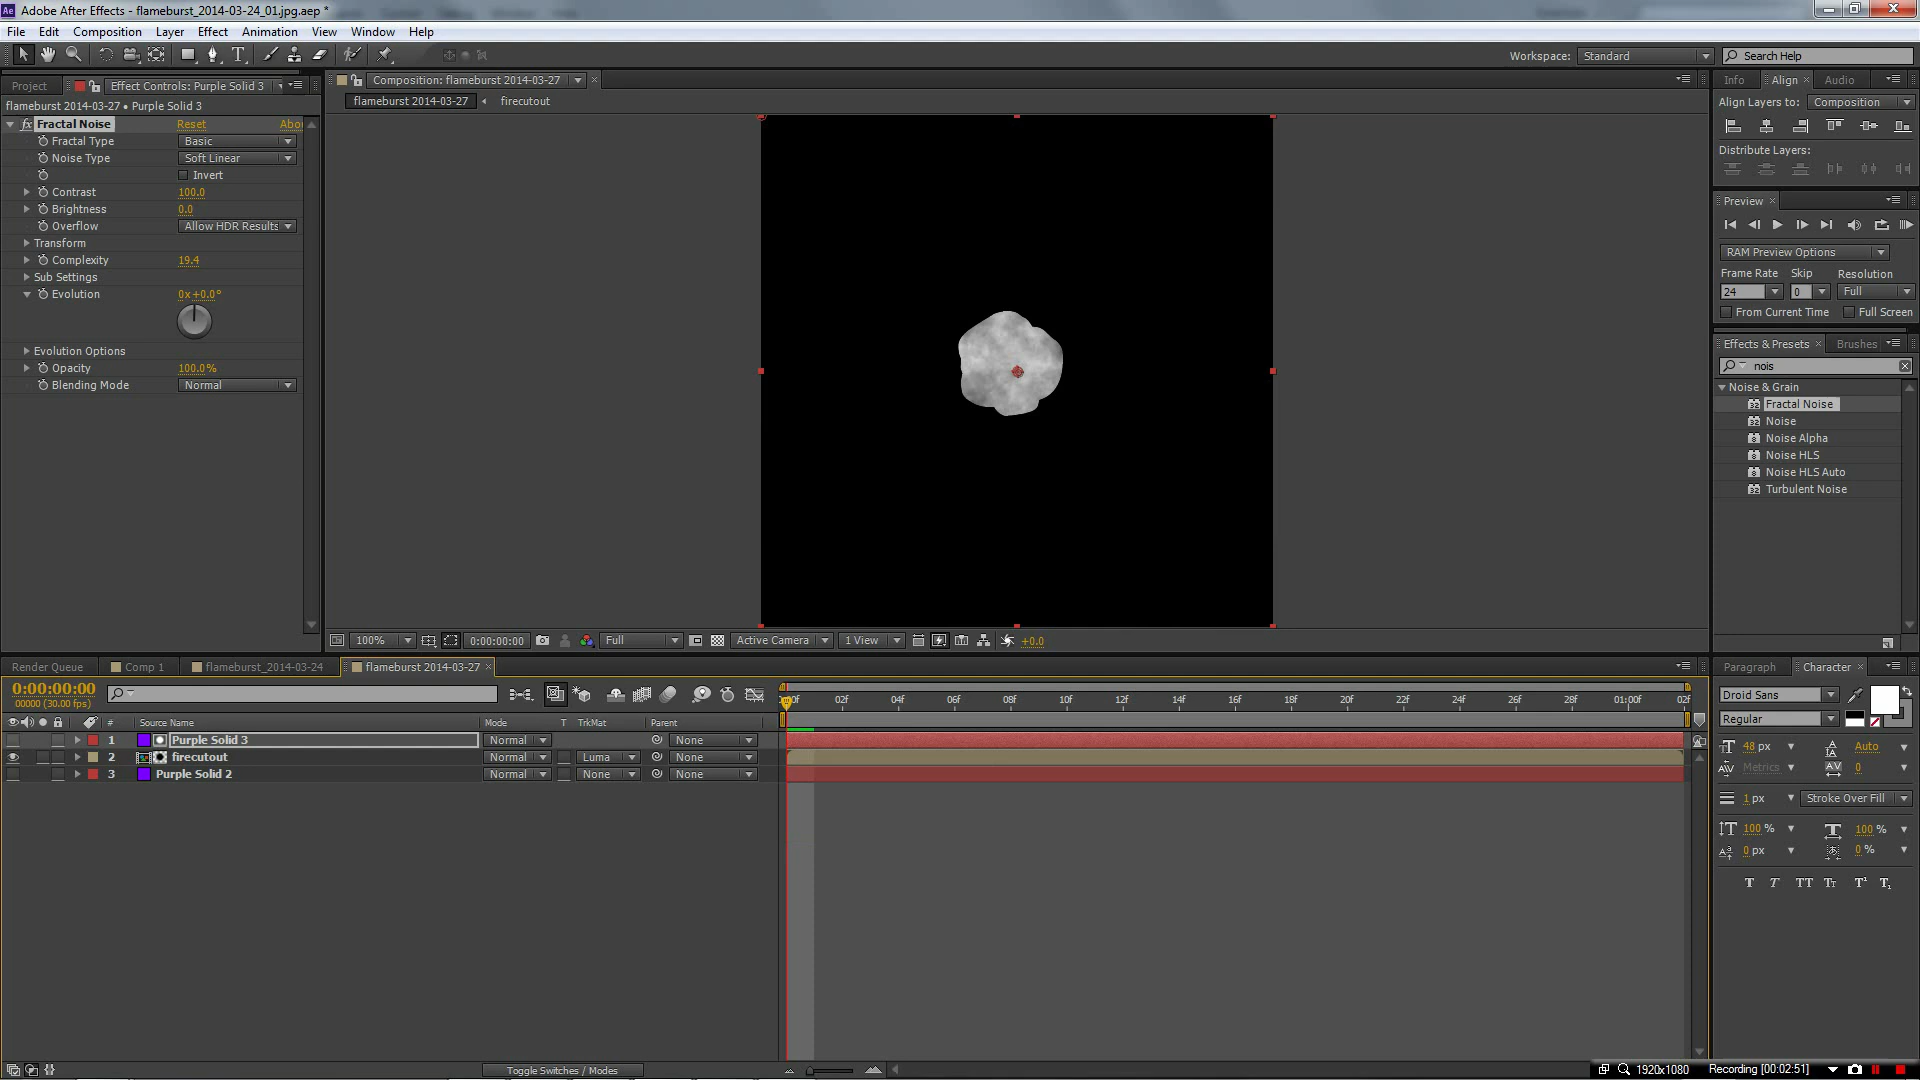 Adobe After Effects - flameburst_2014-03-24_01.jpg.aep *
File Edit Composition Layer Effect Animation View Window Help
Workspace: Standard Search Help
Project Effect Controls: Purple Solid 3 Composition: flameburst 2014-03-27 Info Align Audio
flameburst 2014-03-27 • Purple Solid 3 flameburst 2014-03-27 firecutout Align Layers to: Composition
Fractal Noise Reset Abo
Fractal Type Basic
Distribute Layers:
Noise Type Soft Linear
Invert
Contrast 100.0
Preview
Brightness 0.0
Overflow Allow HDR Results
Transform
RAM Preview Options
Complexity 19.4
Frame Rate Skip Resolution
Sub Settings
24 0 Full
Evolution 0x+0.0°
From Current Time Full Screen
Effects & Presets Brushes
Evolution Options
nois
Opacity 100.0%
Blending Mode Normal
Noise & Grain
Fractal Noise
Noise
Noise Alpha
Noise HLS
Noise HLS Auto
Turbulent Noise
100% 0:00:00:00 Full Active Camera 1 View +0.0
Render Queue Comp 1 flameburst_2014-03-24 flameburst 2014-03-27 Paragraph Character
0:00:00:00
00000 (30.00 fps)
02f 04f 06f 08f 10f 12f 14f 16f 18f 20f 22f 24f 26f 28f 01:00f 02f
Droid Sans
Regular
# Source Name Mode T TrkMat Parent
1 Purple Solid 3 Normal None
2 firecutout Normal Luma None
3 Purple Solid 2 Normal None None
48 px Auto
Metrics 0
1 px Stroke Over Fill
100 % 100 %
0 px 0 %
T T TT Tt T¹ T₁
Toggle Switches / Modes
1920x1080 Recording [00:02:51]